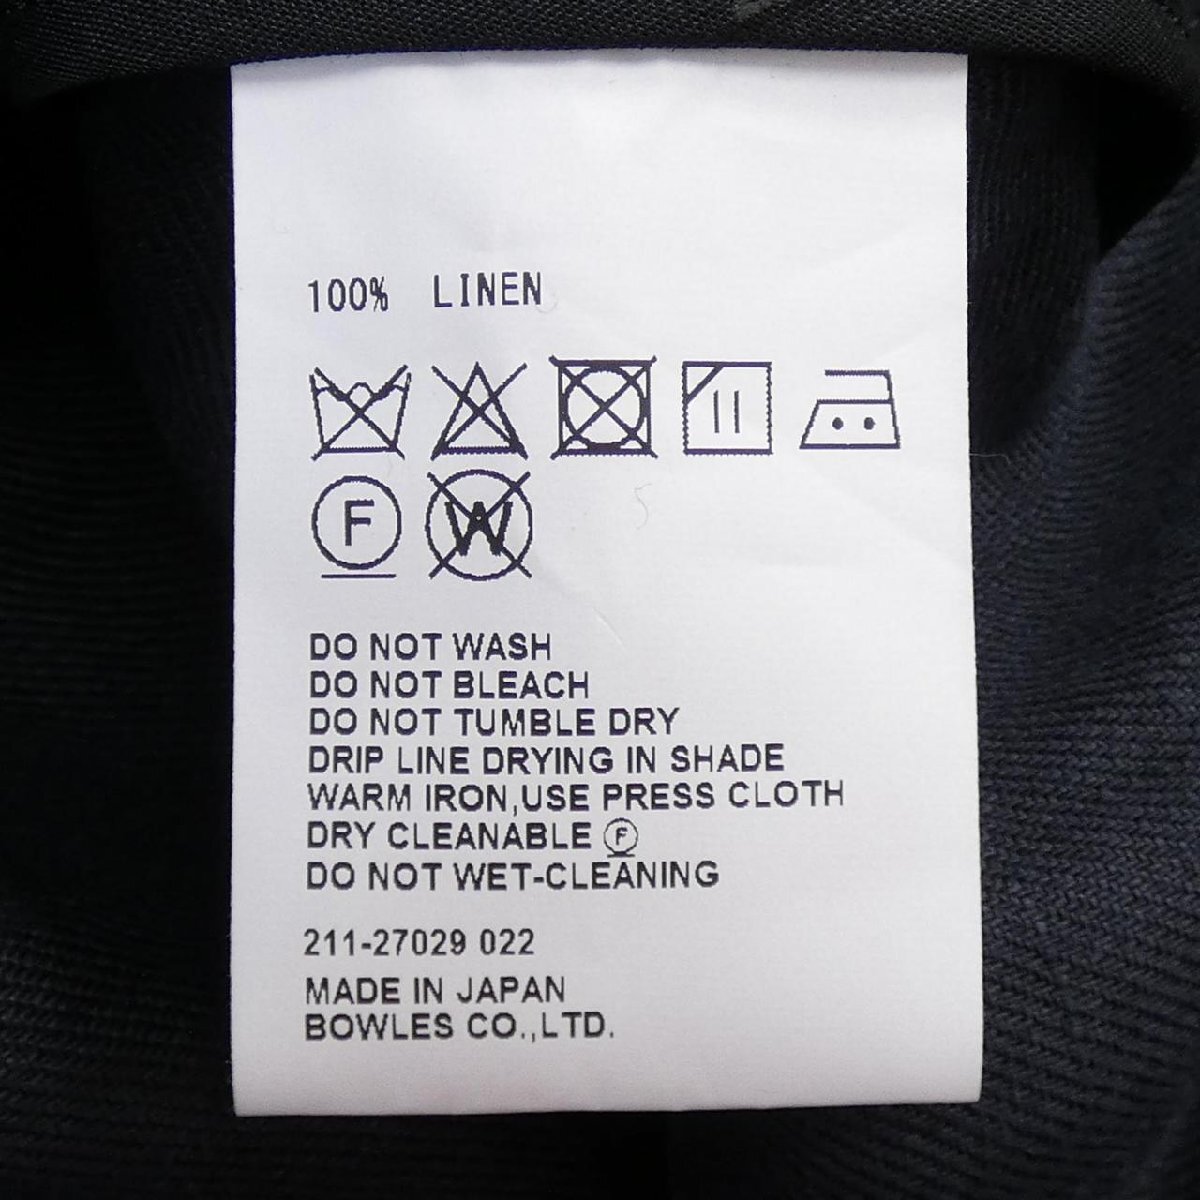 100% LINEN
F W
DO NOT WASH
DO NOT BLEACH
DO NOT TUMBLE DRY
DRIP LINE DRYING IN SHADE
WARM IRON,USE PRESS CLOTH
DRY CLEANABLE Ⓕ
DO NOT WET-CLEANING
211-27029 022
MADE IN JAPAN
BOWLES CO.,LTD.